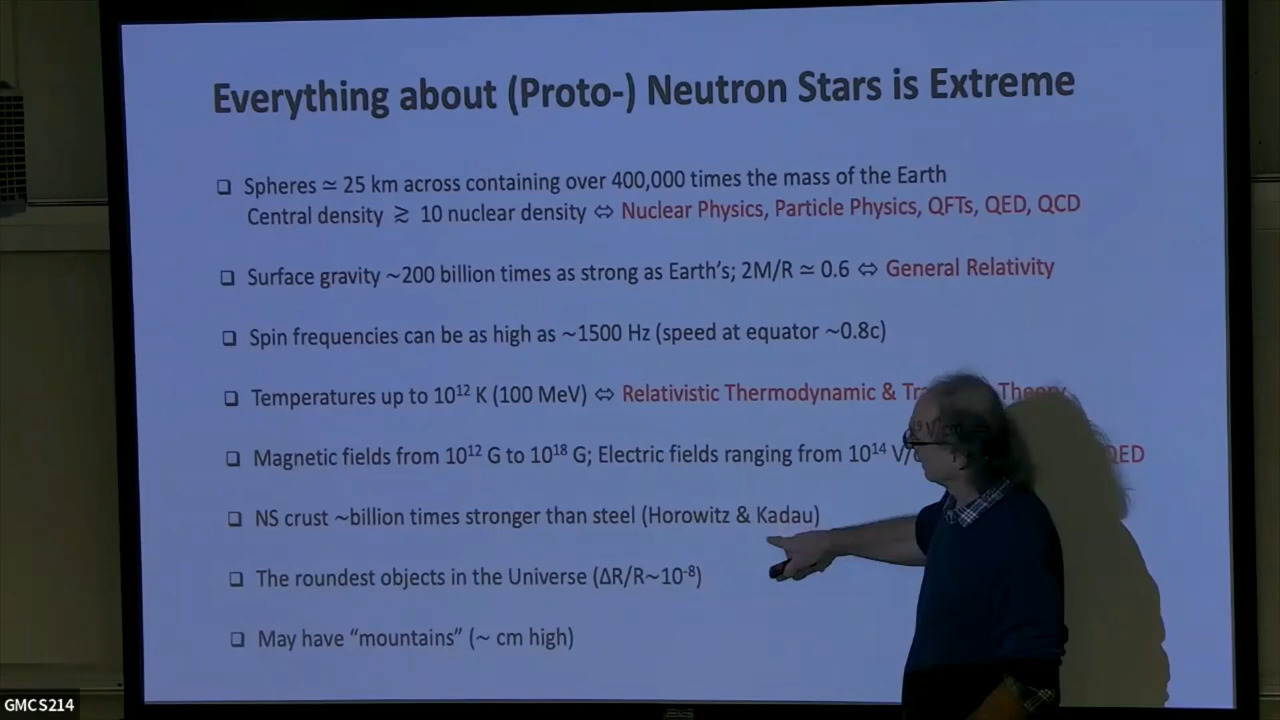 Everything about (Proto-) Neutron Stars is Extreme
❑ Spheres ≃ 25 km across containing over 400,000 times the mass of the Earth
Central density ≳ 10 nuclear density ⇔ Nuclear Physics, Particle Physics, QFTs, QED, QCD
❑ Surface gravity ~200 billion times as strong as Earth's; 2M/R ≃ 0.6 ⇔ General Relativity
❑ Spin frequencies can be as high as ~1500 Hz (speed at equator ~0.8c)
❑ Temperatures up to 10¹² K (100 MeV) ⇔ Relativistic Thermodynamic & Theory
❑ Magnetic fields from 10¹² G to 10¹⁸ G; Electric fields ranging from 10¹⁴ QED
❑ NS crust ~billion times stronger than steel (Horowitz & Kadau)
❑ The roundest objects in the Universe (ΔR/R~10⁻⁸)
❑ May have “mountains” (~ cm high)
GMCS214